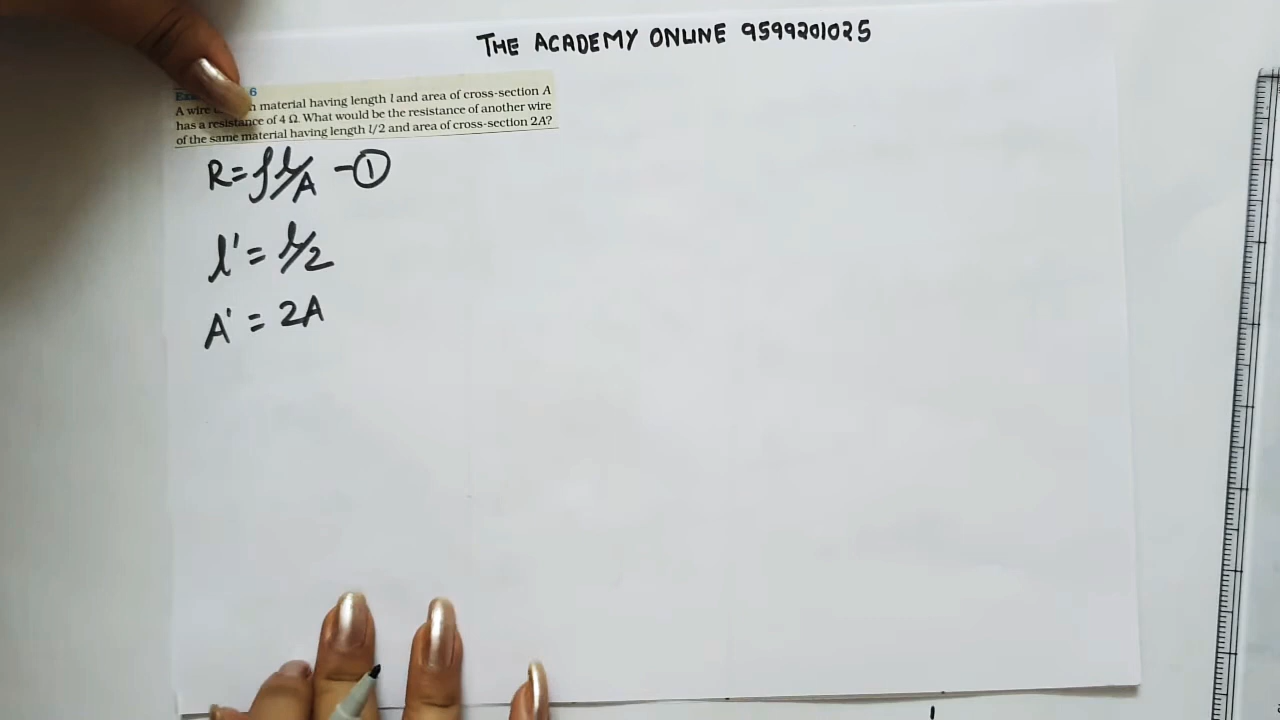 THE ACADEMY ONLINE 9599201025
6
A wire material having length l and area of cross-section A
has a resistance of 4 Ω. What would be the resistance of another wire
of the same material having length l/2 and area of cross-section 2A?
R = ρ l/A – ①
l' = l/2
A' = 2A